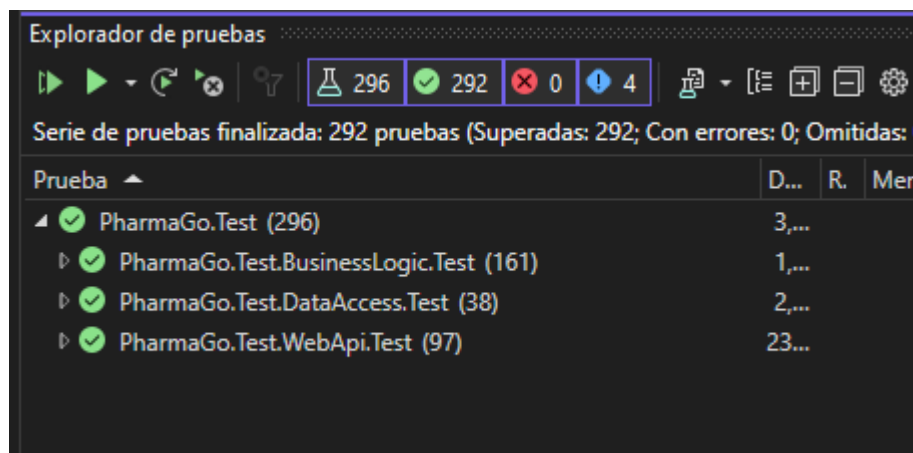 Explorador de pruebas
296 292 0 4
Serie de pruebas finalizada: 292 pruebas (Superadas: 292; Con errores: 0; Omitidas:
Prueba D... R. Mer
PharmaGo.Test (296) 3,...
PharmaGo.Test.BusinessLogic.Test (161) 1,...
PharmaGo.Test.DataAccess.Test (38) 2,...
PharmaGo.Test.WebApi.Test (97) 23...